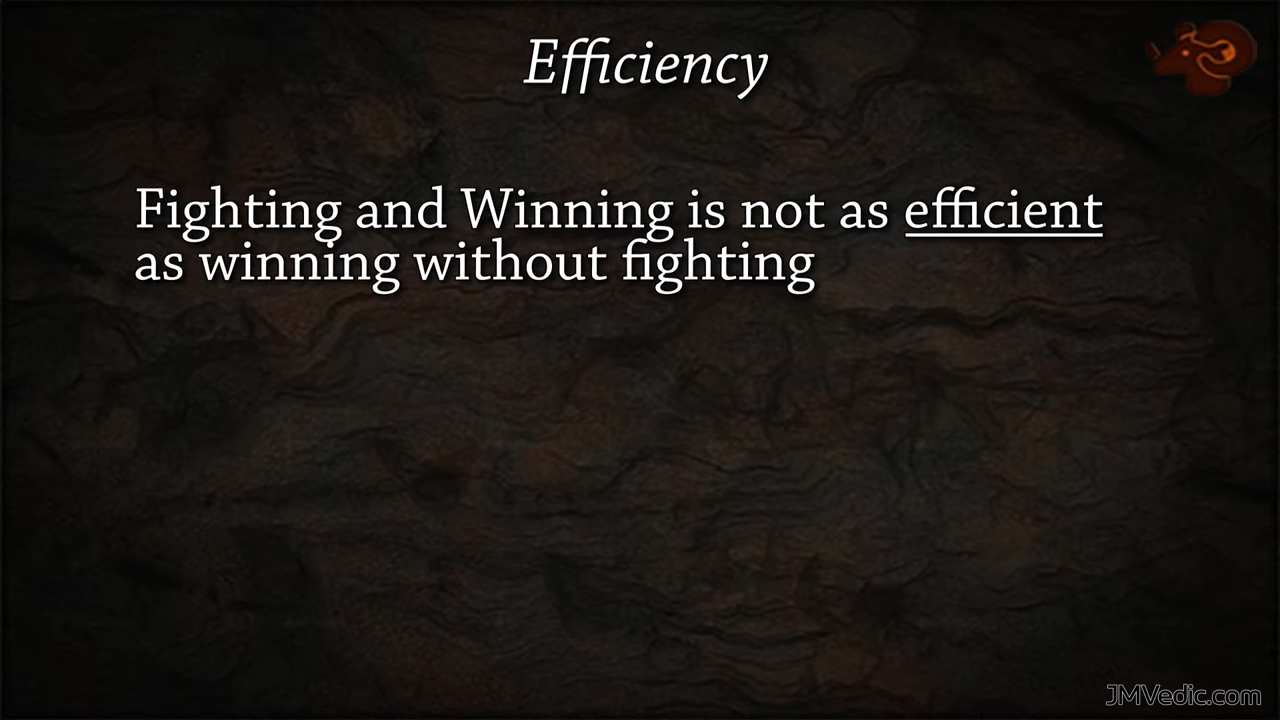 Efficiency
Fighting and Winning is not as efficient
as winning without fighting
JMVedic.com